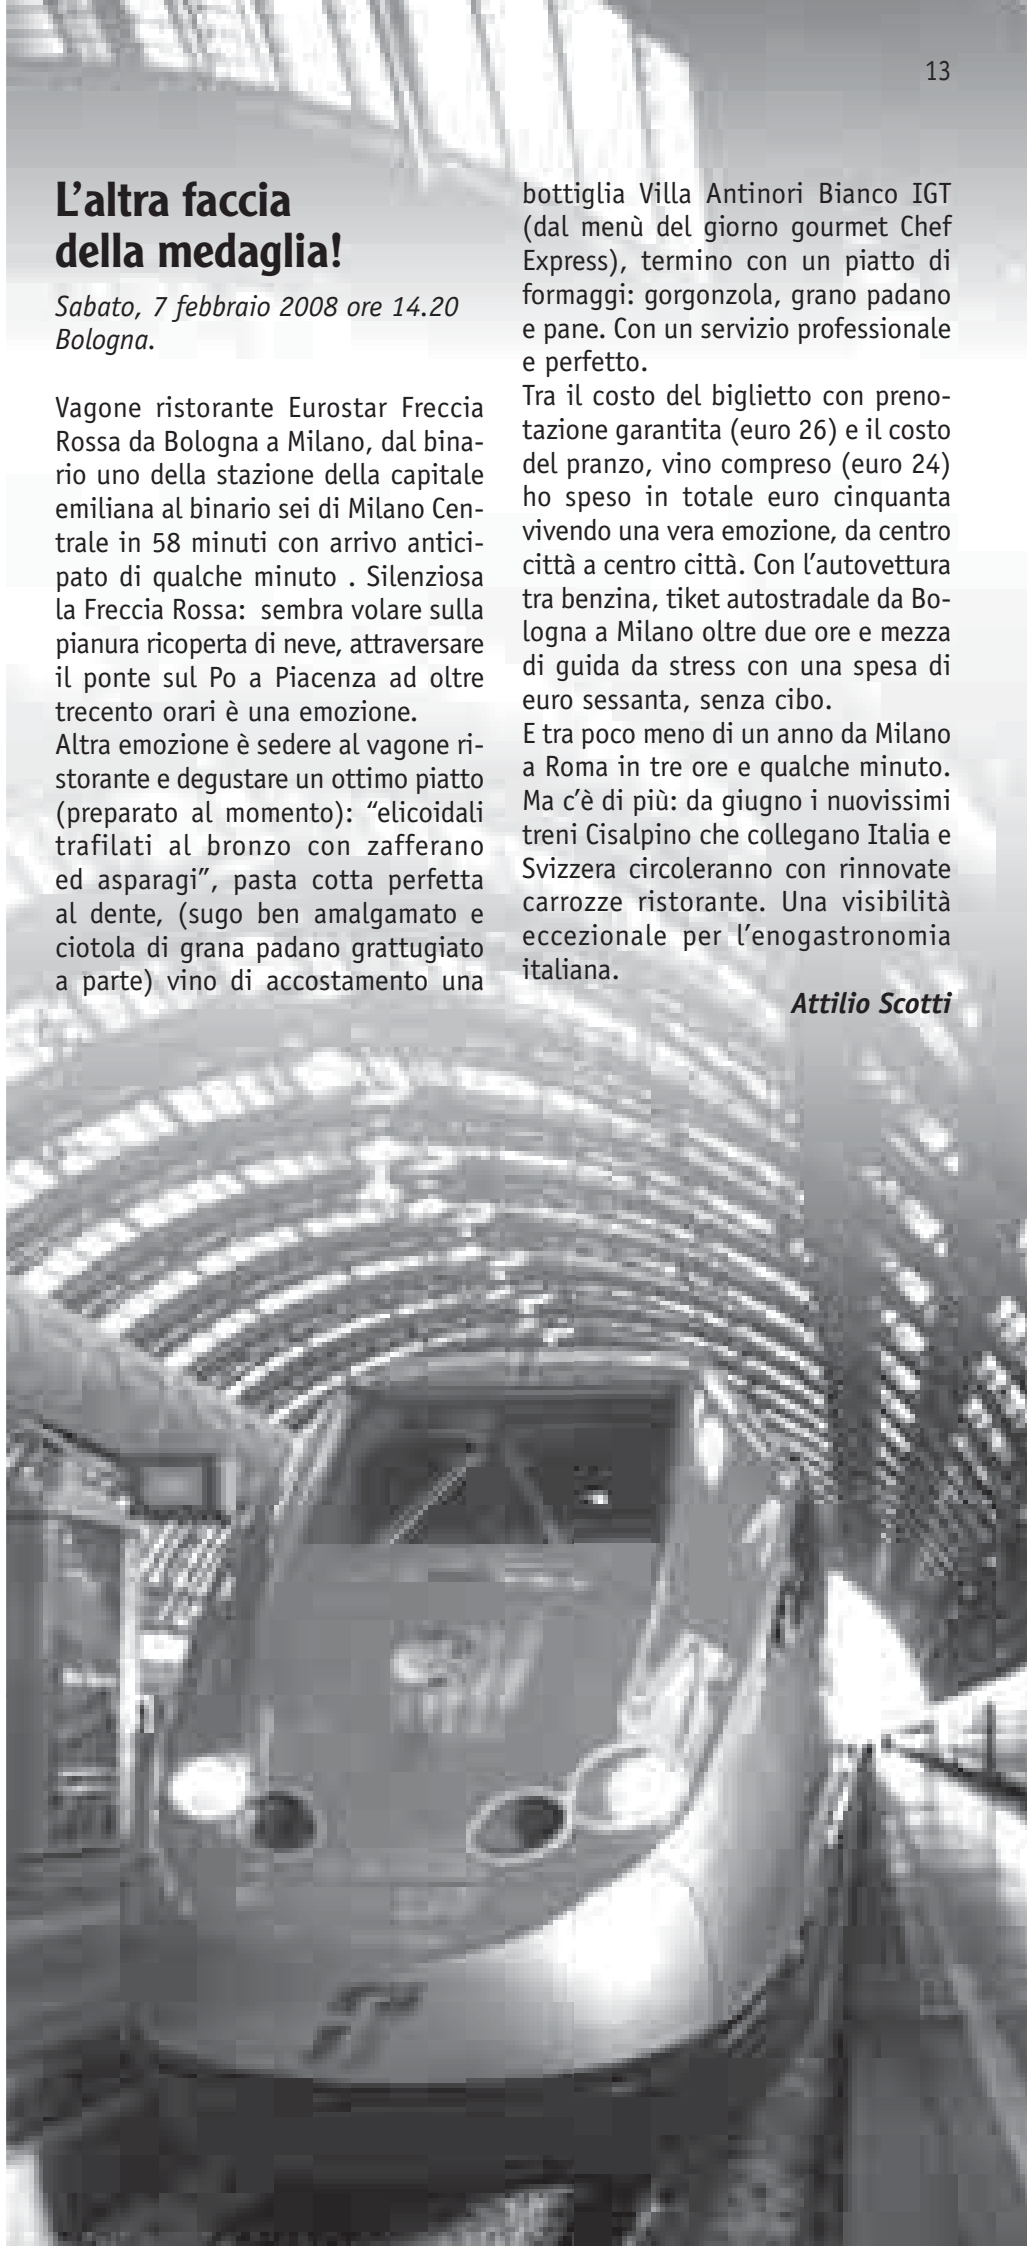 13
L’altra faccia
della medaglia!
Sabato, 7 febbraio 2008 ore 14.20
Bologna.
Vagone ristorante Eurostar Freccia
Rossa da Bologna a Milano, dal bina-
rio uno della stazione della capitale
emiliana al binario sei di Milano Cen-
trale in 58 minuti con arrivo antici-
pato di qualche minuto . Silenziosa
la Freccia Rossa: sembra volare sulla
pianura ricoperta di neve, attraversare
il ponte sul Po a Piacenza ad oltre
trecento orari è una emozione.
Altra emozione è sedere al vagone ri-
storante e degustare un ottimo piatto
(preparato al momento): “elicoidali
trafilati al bronzo con zafferano
ed asparagi”, pasta cotta perfetta
al dente, (sugo ben amalgamato e
ciotola di grana padano grattugiato
a parte) vino di accostamento una
bottiglia Villa Antinori Bianco IGT
(dal menù del giorno gourmet Chef
Express), termino con un piatto di
formaggi: gorgonzola, grano padano
e pane. Con un servizio professionale
e perfetto.
Tra il costo del biglietto con preno-
tazione garantita (euro 26) e il costo
del pranzo, vino compreso (euro 24)
ho speso in totale euro cinquanta
vivendo una vera emozione, da centro
città a centro città. Con l’autovettura
tra benzina, tiket autostradale da Bo-
logna a Milano oltre due ore e mezza
di guida da stress con una spesa di
euro sessanta, senza cibo.
E tra poco meno di un anno da Milano
a Roma in tre ore e qualche minuto.
Ma c’è di più: da giugno i nuovissimi
treni Cisalpino che collegano Italia e
Svizzera circoleranno con rinnovate
carrozze ristorante. Una visibilità
eccezionale per l’enogastronomia
italiana.
Attilio Scotti